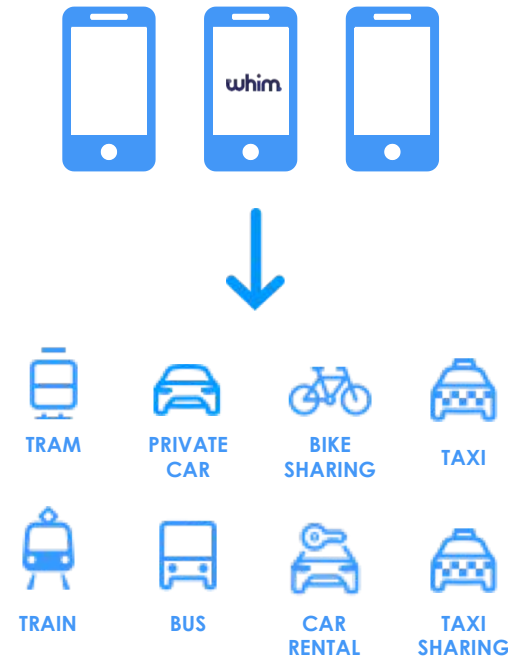 whim
TRAM
PRIVATE
CAR
BIKE
SHARING
TAXI
TRAIN
BUS
CAR
RENTAL
TAXI
SHARING